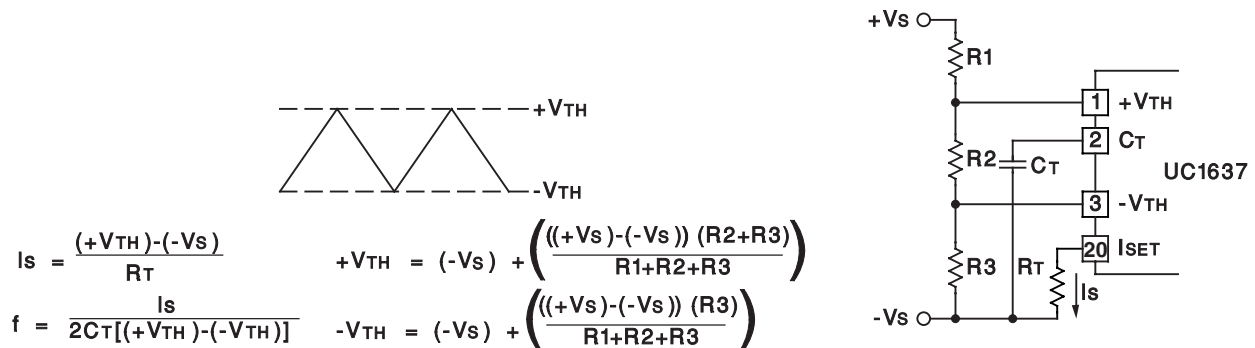 +VTH
-VTH
Is = (+VTH)-(-Vs) / RT
+VTH = (-Vs) + (((+Vs)-(-Vs)) (R2+R3) / R1+R2+R3)
f = Is / 2CT[(+VTH)-(-VTH)]
-VTH = (-Vs) + (((+Vs)-(-Vs)) (R3) / R1+R2+R3)
+Vs
R1
1 +VTH
2 CT
R2
CT
UC1637
3 -VTH
20 ISET
R3
RT
Is
-Vs